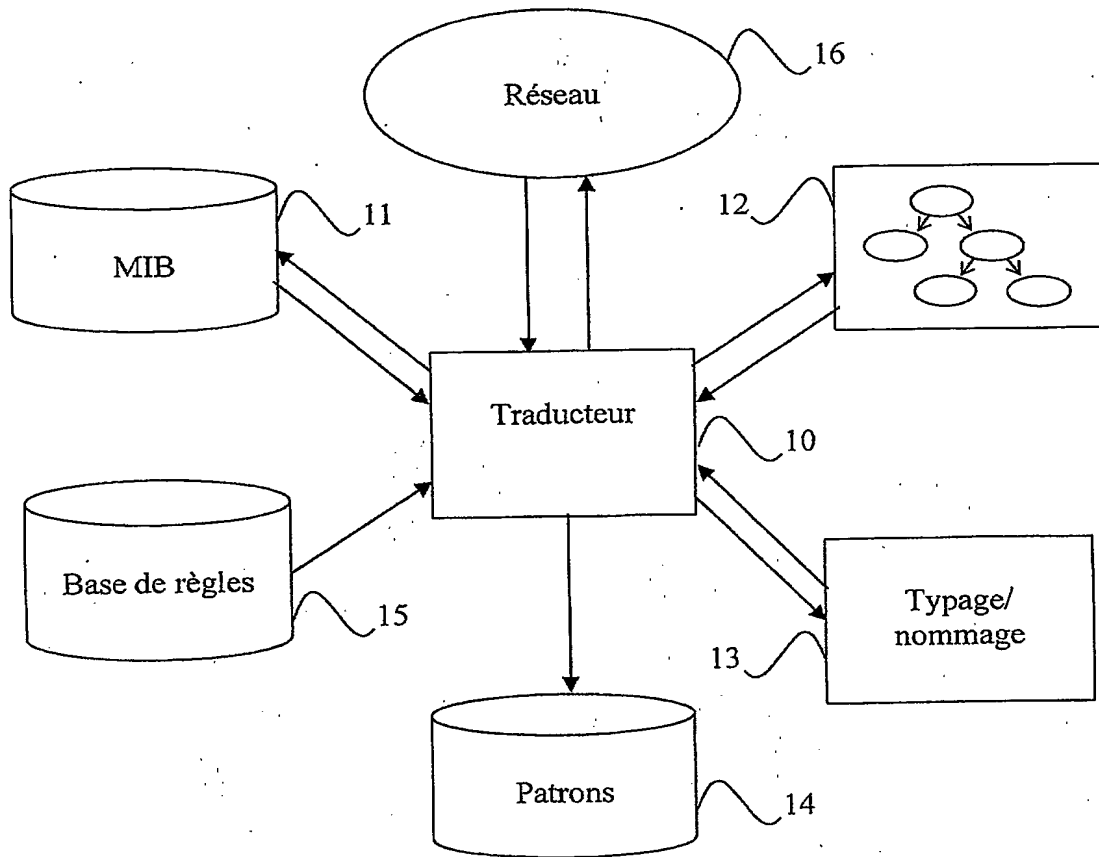 Réseau
16
MIB
11
12
Traducteur
10
Base de règles
15
Typage/
nommage
13
Patrons
14